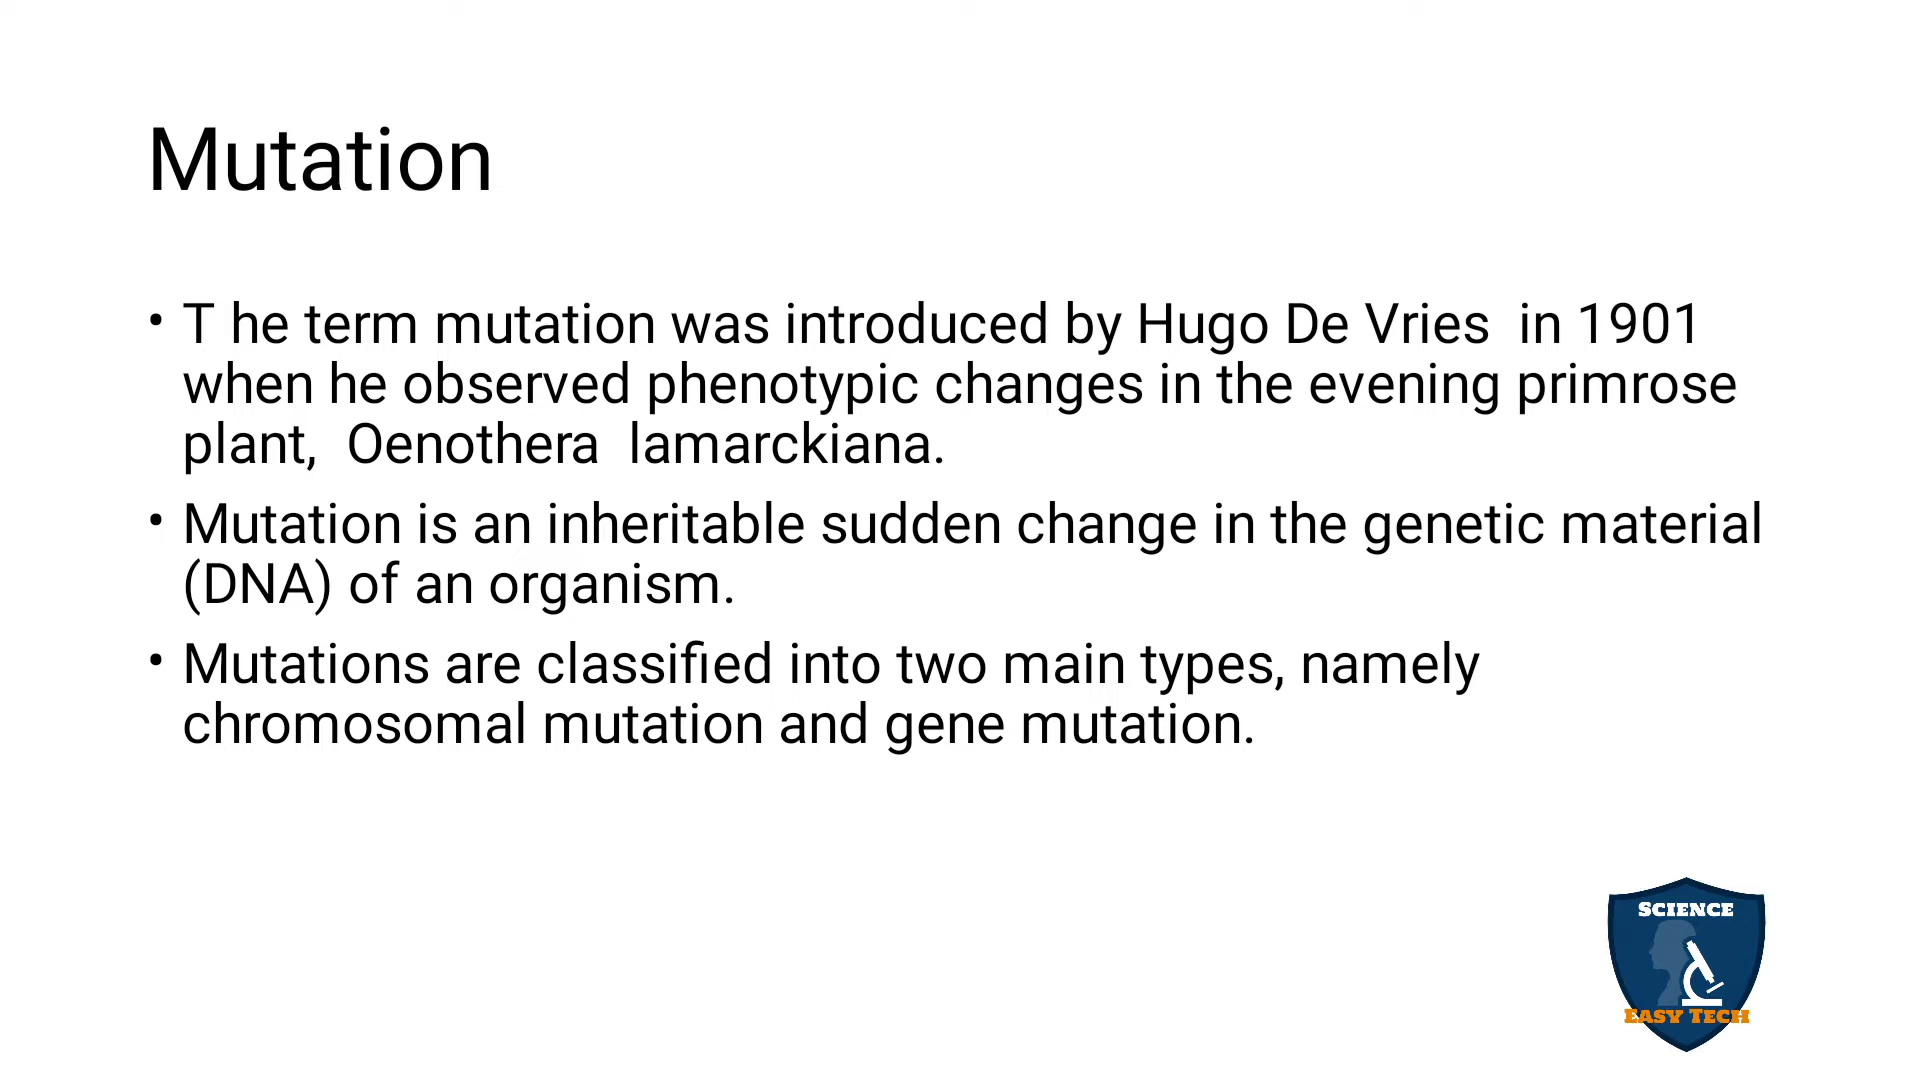 Mutation
• T he term mutation was introduced by Hugo De Vries  in 1901
when he observed phenotypic changes in the evening primrose
plant,  Oenothera  lamarckiana.
• Mutation is an inheritable sudden change in the genetic material
(DNA) of an organism.
• Mutations are classified into two main types, namely
chromosomal mutation and gene mutation.
SCIENCE
EASY TECH